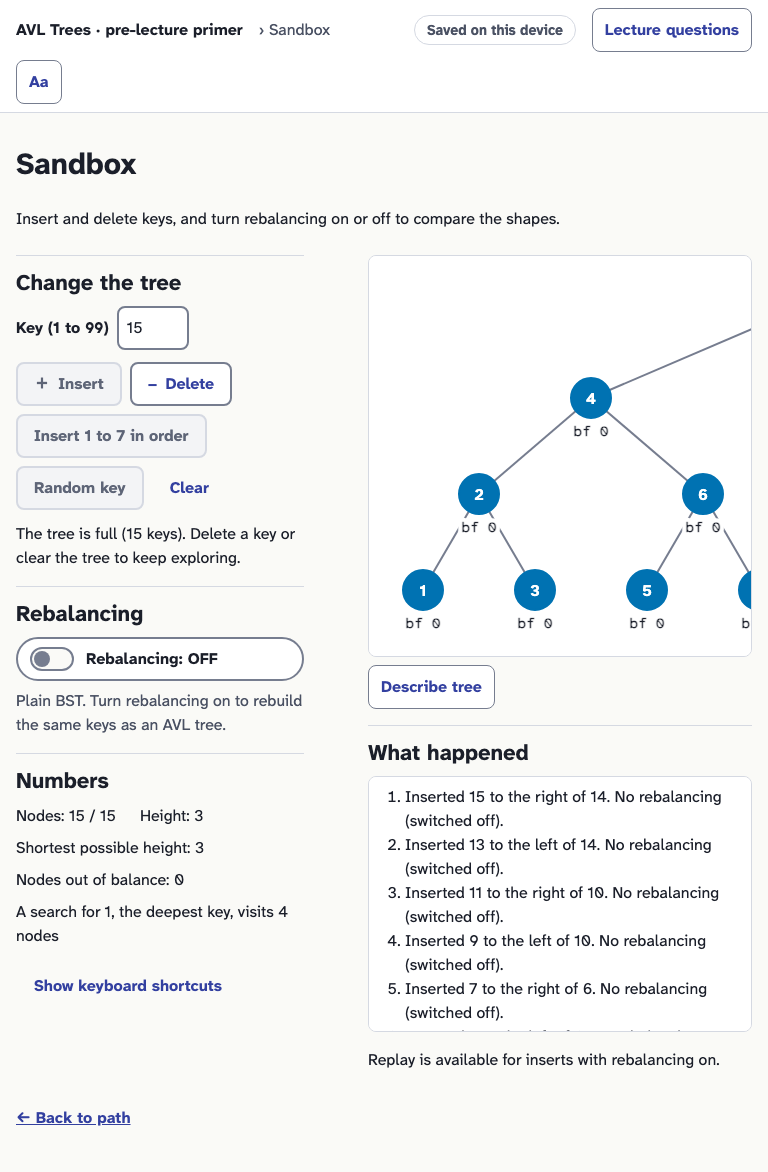 AVL Trees · pre-lecture primer › Sandbox Saved on this device Lecture questions
Aa
Sandbox
Insert and delete keys, and turn rebalancing on or off to compare the shapes.
Change the tree
Key (1 to 99) 15
+ Insert – Delete
Insert 1 to 7 in order
Random key Clear
The tree is full (15 keys). Delete a key or
clear the tree to keep exploring.
Rebalancing
Rebalancing: OFF
Plain BST. Turn rebalancing on to rebuild
the same keys as an AVL tree.
Numbers
Nodes: 15 / 15 Height: 3
Shortest possible height: 3
Nodes out of balance: 0
A search for 1, the deepest key, visits 4
nodes
Show keyboard shortcuts
4
bf 0
2 6
bf 0 bf 0
1 3 5
bf 0 bf 0 bf 0 b
Describe tree
What happened
1. Inserted 15 to the right of 14. No rebalancing
(switched off).
2. Inserted 13 to the left of 14. No rebalancing
(switched off).
3. Inserted 11 to the right of 10. No rebalancing
(switched off).
4. Inserted 9 to the left of 10. No rebalancing
(switched off).
5. Inserted 7 to the right of 6. No rebalancing
(switched off).
Replay is available for inserts with rebalancing on.
← Back to path